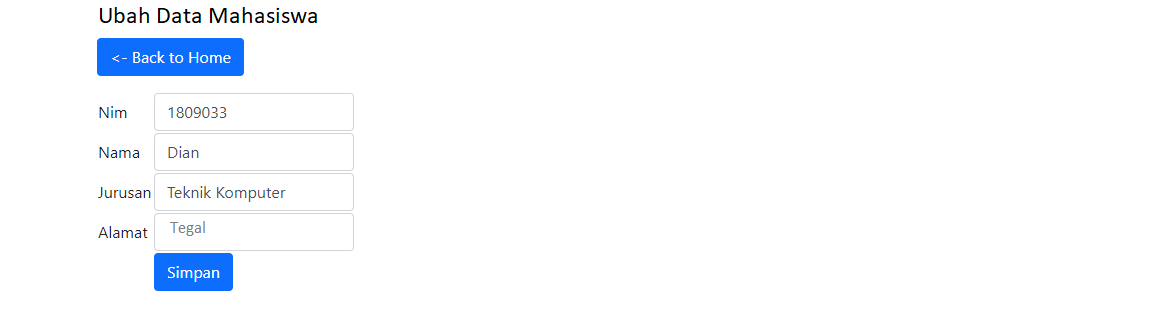 Ubah Data Mahasiswa
<- Back to Home
Nim 1809033
Nama Dian
Jurusan Teknik Komputer
Alamat Tegal
Simpan